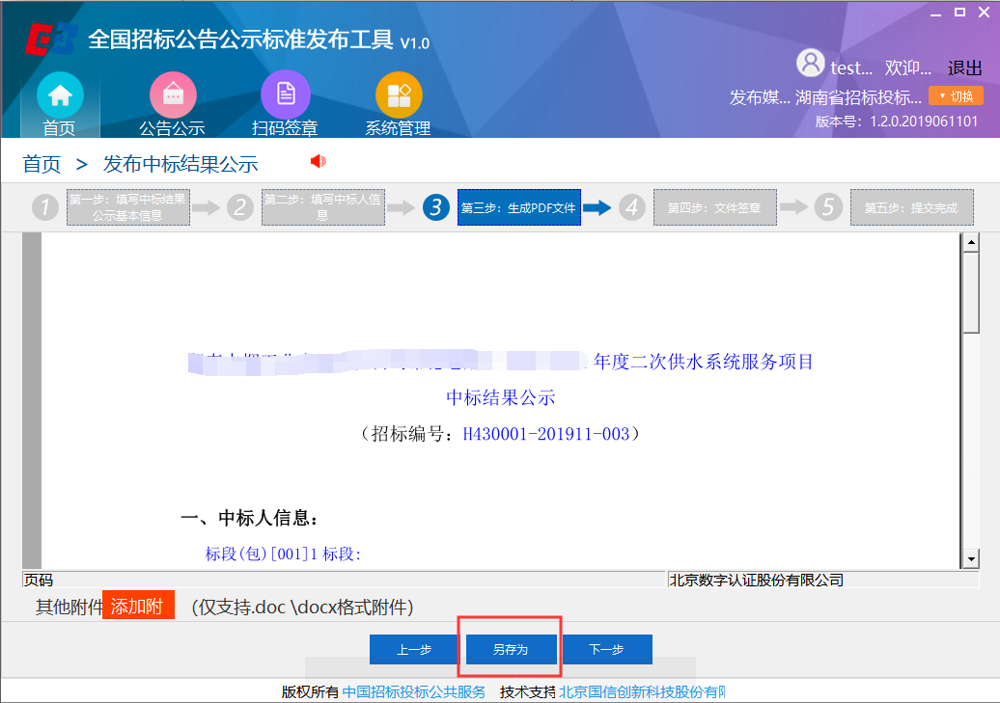 全国招标公告公示标准发布工具 V1.0
test... 欢迎... 退出
发布媒... 湖南省招标投标... 切换
版本号：1.2.0.2019061101
首页
公告公示
扫码签章
系统管理
首页 > 发布中标结果公示
1
第一步：填写中标结果
公示基本信息
2
第二步：填写中标人信
息
3
第三步：生成PDF文件
4
第四步：文件签章
5
第五步：提交完成
年度二次供水系统服务项目
中标结果公示
（招标编号：H430001-201911-003）
一、中标人信息：
标段(包)[001]1标段:
页码
北京数字认证股份有限公司
其他附件 添加附 （仅支持.doc \docx格式附件）
上一步
另存为
下一步
版权所有 中国招标投标公共服务 技术支持 北京国信创新科技股份有